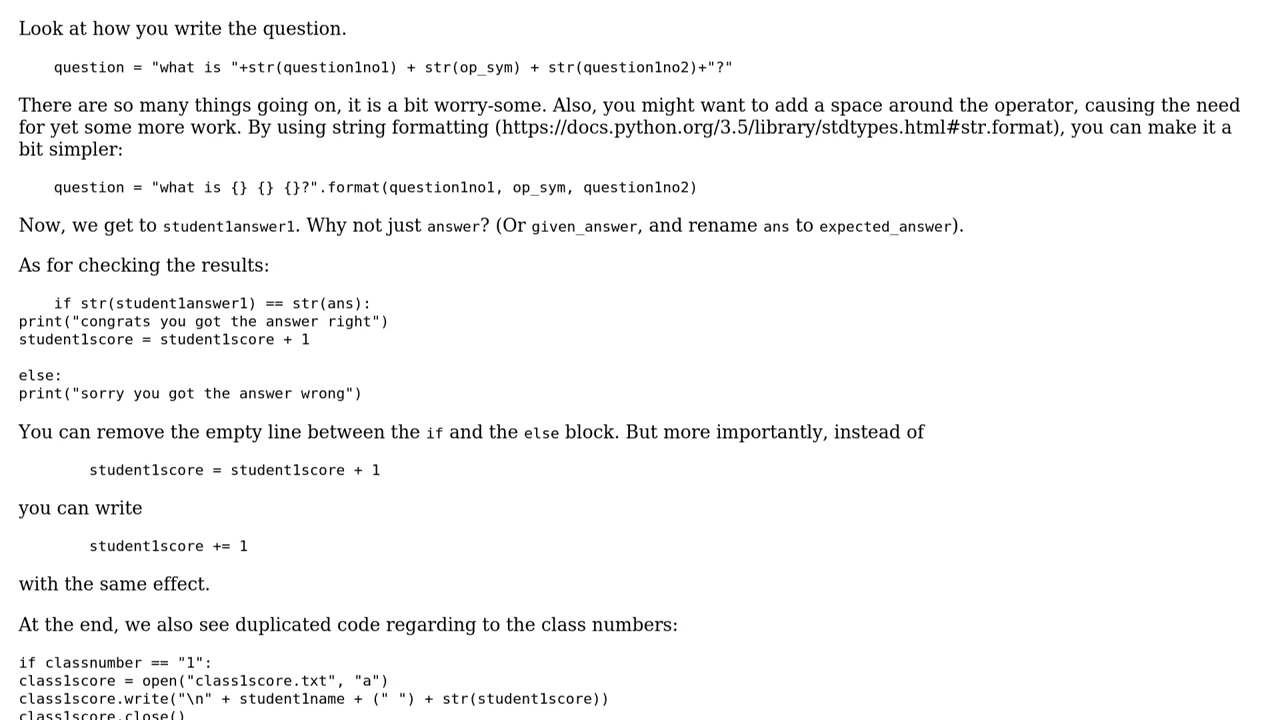 Look at how you write the question.
question = "what is "+str(question1no1) + str(op_sym) + str(question1no2)+"?"
There are so many things going on, it is a bit worry-some. Also, you might want to add a space around the operator, causing the need
for yet some more work. By using string formatting (https://docs.python.org/3.5/library/stdtypes.html#str.format), you can make it a
bit simpler:
question = "what is {} {} {}?".format(question1no1, op_sym, question1no2)
Now, we get to student1answer1. Why not just answer? (Or given_answer, and rename ans to expected_answer).
As for checking the results:
if str(student1answer1) == str(ans):
print("congrats you got the answer right")
student1score = student1score + 1
else:
print("sorry you got the answer wrong")
You can remove the empty line between the if and the else block. But more importantly, instead of
student1score = student1score + 1
you can write
student1score += 1
with the same effect.
At the end, we also see duplicated code regarding to the class numbers:
if classnumber == "1":
class1score = open("class1score.txt", "a")
class1score.write("\n" + student1name + (" ") + str(student1score))
class1score.close()